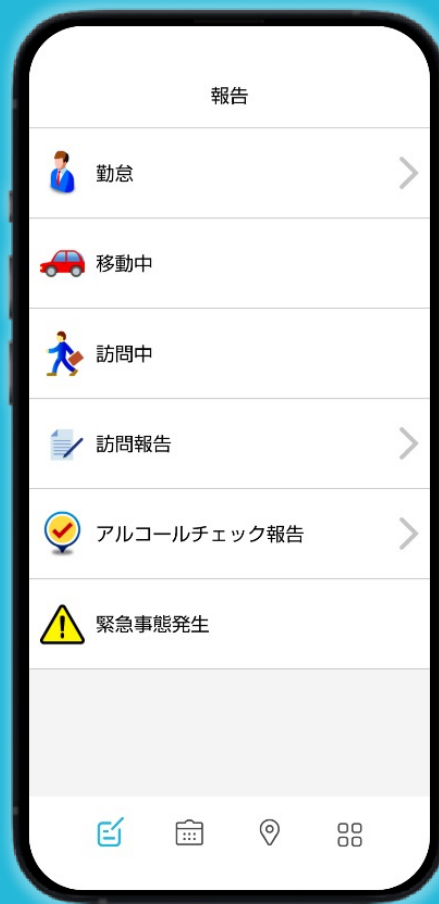 報告
勤怠
移動中
訪問中
訪問報告
アルコールチェック報告
緊急事態発生